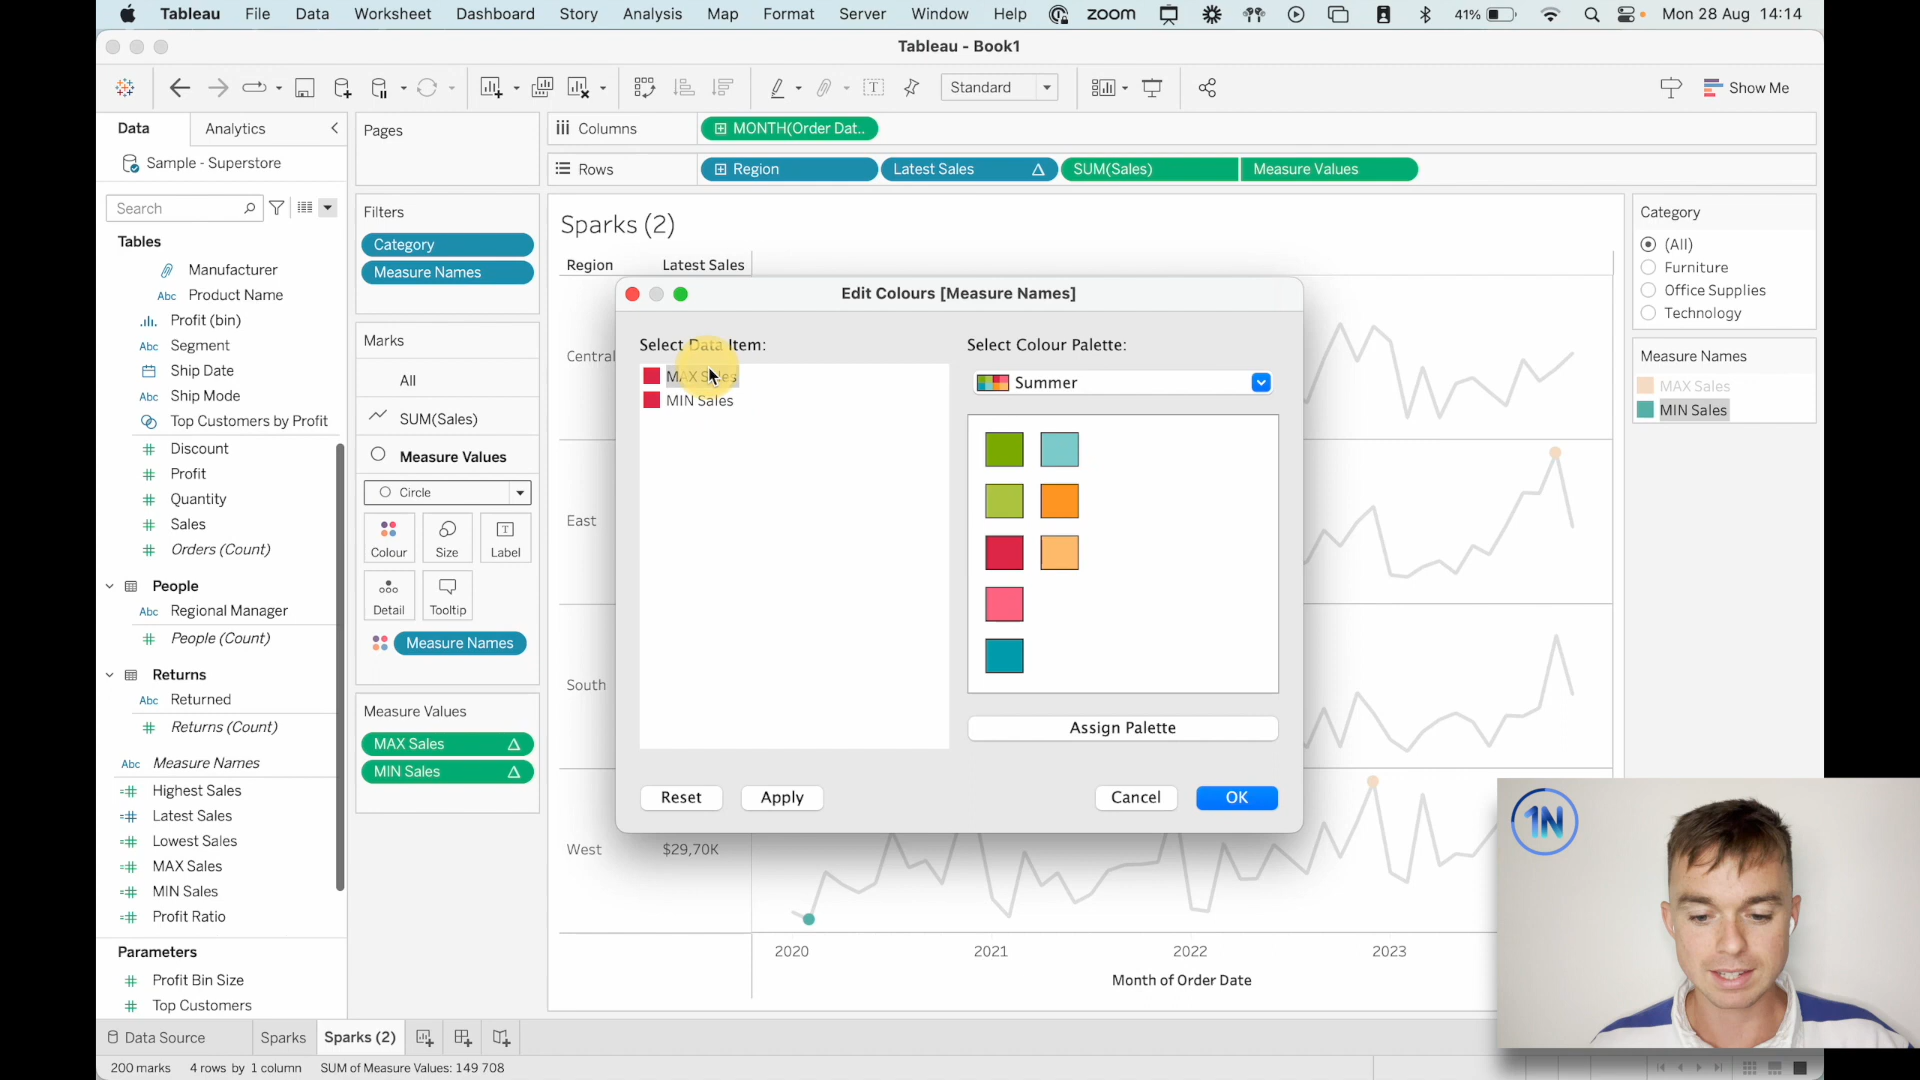 Tableau File Data Worksheet Dashboard Story Analysis Map Format Server Window Help zoom 41% Mon 28 Aug 14:14
Tableau - Book1
Standard
Show Me
Data
Analytics
Sample - Superstore
Search
Tables
Manufacturer
Abc Product Name
Profit (bin)
Abc Segment
Ship Date
Abc Ship Mode
Top Customers by Profit
Discount
Profit
Quantity
Sales
Orders (Count)
People
Abc Regional Manager
People (Count)
Returns
Abc Returned
Returns (Count)
Abc Measure Names
Highest Sales
Latest Sales
Lowest Sales
MAX Sales
MIN Sales
Profit Ratio
Parameters
Profit Bin Size
Top Customers
Pages
Filters
Category
Measure Names
Marks
All
SUM(Sales)
Measure Values
Circle
Colour
Size
Label
Detail
Tooltip
Measure Names
Measure Values
MAX Sales
MIN Sales
Columns
MONTH(Order Dat..
Rows
Region
Latest Sales
SUM(Sales)
Measure Values
Sparks (2)
Region
Latest Sales
Central
East
South
West
$29,70K
2020
2021
2022
2023
Month of Order Date
Edit Colours [Measure Names]
Select Data Item:
MAX Sales
MIN Sales
Select Colour Palette:
Summer
Assign Palette
Reset
Apply
Cancel
OK
Category
(All)
Furniture
Office Supplies
Technology
Measure Names
MAX Sales
MIN Sales
1N
Data Source
Sparks
Sparks (2)
200 marks
4 rows by 1 column
SUM of Measure Values: 149 708